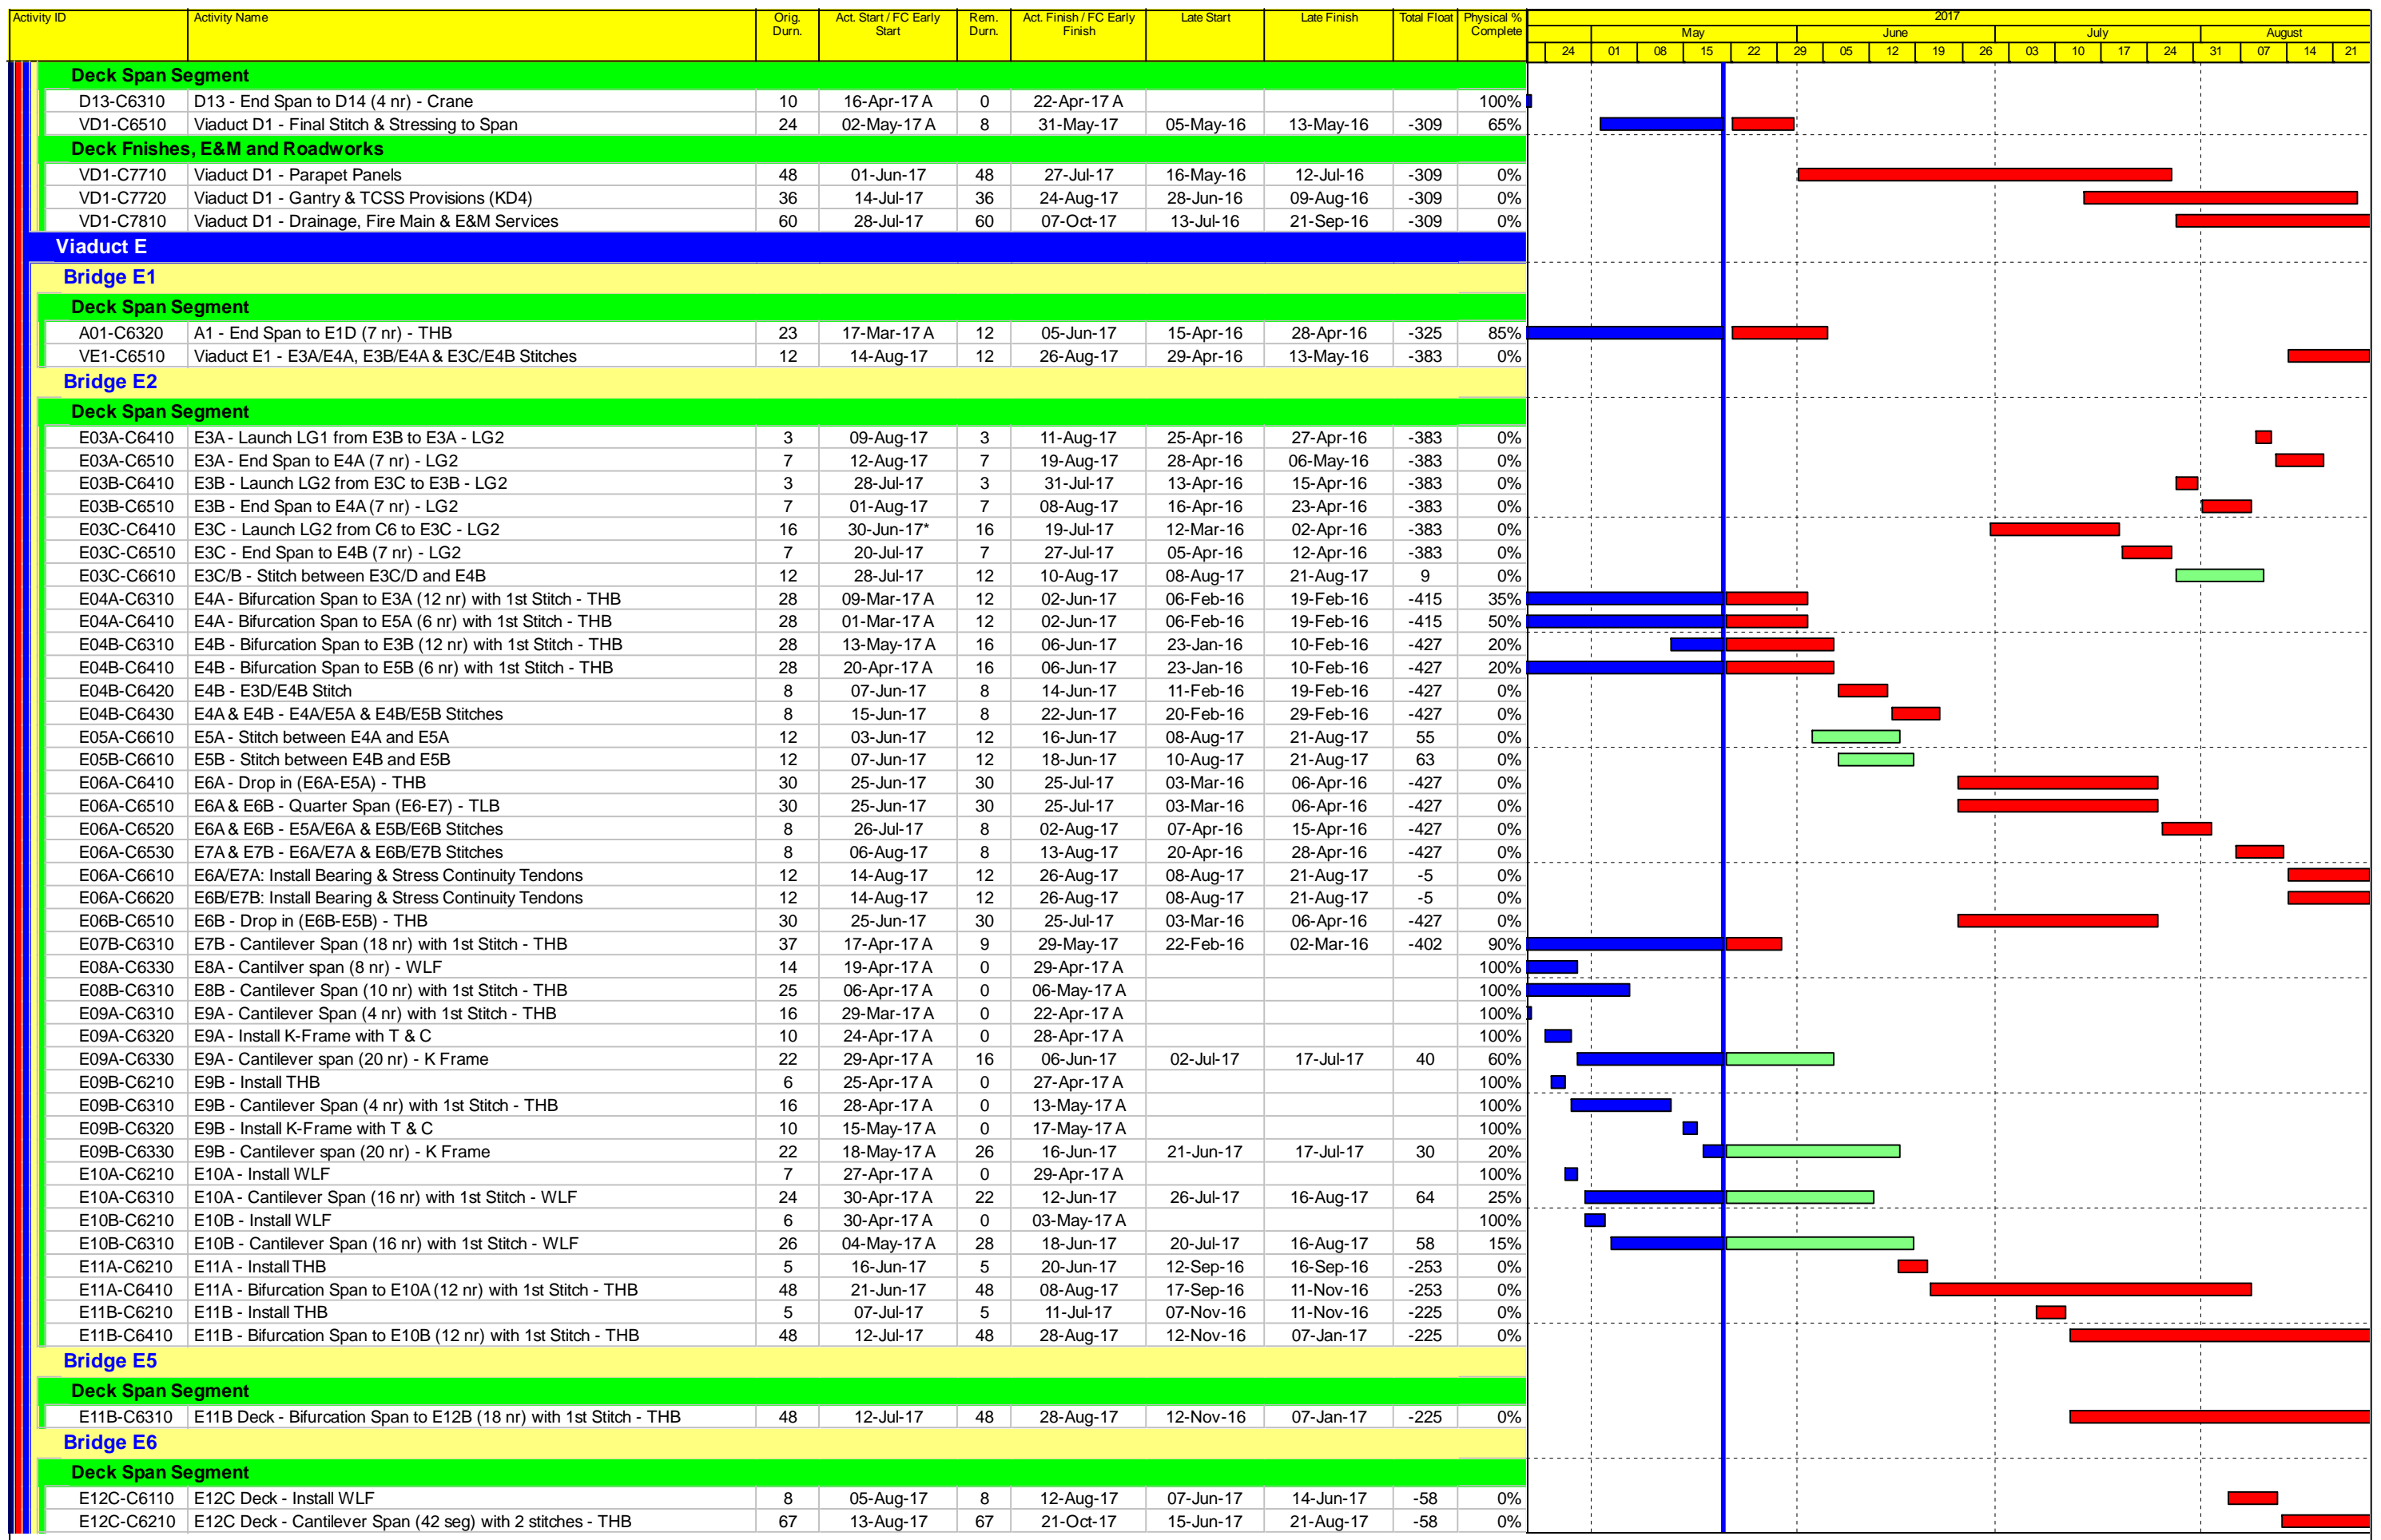 Activity ID Activity Name Orig. Durn. Act. Start / FC Early Start Rem. Durn. Act. Finish / FC Early Finish Late Start Late Finish Total Float Physical % Complete 2017
May June July August
24 01 08 15 22 29 05 12 19 26 03 10 17 24 31 07 14 21
Deck Span Segment
D13-C6310 D13 - End Span to D14 (4 nr) - Crane 10 16-Apr-17 A 0 22-Apr-17 A 100%
VD1-C6510 Viaduct D1 - Final Stitch & Stressing to Span 24 02-May-17 A 8 31-May-17 05-May-16 13-May-16 -309 65%
Deck Fnishes, E&M and Roadworks
VD1-C7710 Viaduct D1 - Parapet Panels 48 01-Jun-17 48 27-Jul-17 16-May-16 12-Jul-16 -309 0%
VD1-C7720 Viaduct D1 - Gantry & TCSS Provisions (KD4) 36 14-Jul-17 36 24-Aug-17 28-Jun-16 09-Aug-16 -309 0%
VD1-C7810 Viaduct D1 - Drainage, Fire Main & E&M Services 60 28-Jul-17 60 07-Oct-17 13-Jul-16 21-Sep-16 -309 0%
Viaduct E
Bridge E1
Deck Span Segment
A01-C6320 A1 - End Span to E1D (7 nr) - THB 23 17-Mar-17 A 12 05-Jun-17 15-Apr-16 28-Apr-16 -325 85%
VE1-C6510 Viaduct E1 - E3A/E4A, E3B/E4A & E3C/E4B Stitches 12 14-Aug-17 12 26-Aug-17 29-Apr-16 13-May-16 -383 0%
Bridge E2
Deck Span Segment
E03A-C6410 E3A - Launch LG1 from E3B to E3A - LG2 3 09-Aug-17 3 11-Aug-17 25-Apr-16 27-Apr-16 -383 0%
E03A-C6510 E3A - End Span to E4A (7 nr) - LG2 7 12-Aug-17 7 19-Aug-17 28-Apr-16 06-May-16 -383 0%
E03B-C6410 E3B - Launch LG2 from E3C to E3B - LG2 3 28-Jul-17 3 31-Jul-17 13-Apr-16 15-Apr-16 -383 0%
E03B-C6510 E3B - End Span to E4A (7 nr) - LG2 7 01-Aug-17 7 08-Aug-17 16-Apr-16 23-Apr-16 -383 0%
E03C-C6410 E3C - Launch LG2 from C6 to E3C - LG2 16 30-Jun-17* 16 19-Jul-17 12-Mar-16 02-Apr-16 -383 0%
E03C-C6510 E3C - End Span to E4B (7 nr) - LG2 7 20-Jul-17 7 27-Jul-17 05-Apr-16 12-Apr-16 -383 0%
E03C-C6610 E3C/B - Stitch between E3C/D and E4B 12 28-Jul-17 12 10-Aug-17 08-Aug-17 21-Aug-17 9 0%
E04A-C6310 E4A - Bifurcation Span to E3A (12 nr) with 1st Stitch - THB 28 09-Mar-17 A 12 02-Jun-17 06-Feb-16 19-Feb-16 -415 35%
E04A-C6410 E4A - Bifurcation Span to E5A (6 nr) with 1st Stitch - THB 28 01-Mar-17 A 12 02-Jun-17 06-Feb-16 19-Feb-16 -415 50%
E04B-C6310 E4B - Bifurcation Span to E3B (12 nr) with 1st Stitch - THB 28 13-May-17 A 16 06-Jun-17 23-Jan-16 10-Feb-16 -427 20%
E04B-C6410 E4B - Bifurcation Span to E5B (6 nr) with 1st Stitch - THB 28 20-Apr-17 A 16 06-Jun-17 23-Jan-16 10-Feb-16 -427 20%
E04B-C6420 E4B - E3D/E4B Stitch 8 07-Jun-17 8 14-Jun-17 11-Feb-16 19-Feb-16 -427 0%
E04B-C6430 E4A & E4B - E4A/E5A & E4B/E5B Stitches 8 15-Jun-17 8 22-Jun-17 20-Feb-16 29-Feb-16 -427 0%
E05A-C6610 E5A - Stitch between E4A and E5A 12 03-Jun-17 12 16-Jun-17 08-Aug-17 21-Aug-17 55 0%
E05B-C6610 E5B - Stitch between E4B and E5B 12 07-Jun-17 12 18-Jun-17 10-Aug-17 21-Aug-17 63 0%
E06A-C6410 E6A - Drop in (E6A-E5A) - THB 30 25-Jun-17 30 25-Jul-17 03-Mar-16 06-Apr-16 -427 0%
E06A-C6510 E6A & E6B - Quarter Span (E6-E7) - TLB 30 25-Jun-17 30 25-Jul-17 03-Mar-16 06-Apr-16 -427 0%
E06A-C6520 E6A & E6B - E5A/E6A & E5B/E6B Stitches 8 26-Jul-17 8 02-Aug-17 07-Apr-16 15-Apr-16 -427 0%
E06A-C6530 E7A & E7B - E6A/E7A & E6B/E7B Stitches 8 06-Aug-17 8 13-Aug-17 20-Apr-16 28-Apr-16 -427 0%
E06A-C6610 E6A/E7A: Install Bearing & Stress Continuity Tendons 12 14-Aug-17 12 26-Aug-17 08-Aug-17 21-Aug-17 -5 0%
E06A-C6620 E6B/E7B: Install Bearing & Stress Continuity Tendons 12 14-Aug-17 12 26-Aug-17 08-Aug-17 21-Aug-17 -5 0%
E06B-C6510 E6B - Drop in (E6B-E5B) - THB 30 25-Jun-17 30 25-Jul-17 03-Mar-16 06-Apr-16 -427 0%
E07B-C6310 E7B - Cantilever Span (18 nr) with 1st Stitch - THB 37 17-Apr-17 A 9 29-May-17 22-Feb-16 02-Mar-16 -402 90%
E08A-C6330 E8A - Cantilver span (8 nr) - WLF 14 19-Apr-17 A 0 29-Apr-17 A 100%
E08B-C6310 E8B - Cantilever Span (10 nr) with 1st Stitch - THB 25 06-Apr-17 A 0 06-May-17 A 100%
E09A-C6310 E9A - Cantilever Span (4 nr) with 1st Stitch - THB 16 29-Mar-17 A 0 22-Apr-17 A 100%
E09A-C6320 E9A - Install K-Frame with T & C 10 24-Apr-17 A 0 28-Apr-17 A 100%
E09A-C6330 E9A - Cantilever span (20 nr) - K Frame 22 29-Apr-17 A 16 06-Jun-17 02-Jul-17 17-Jul-17 40 60%
E09B-C6210 E9B - Install THB 6 25-Apr-17 A 0 27-Apr-17 A 100%
E09B-C6310 E9B - Cantilever Span (4 nr) with 1st Stitch - THB 16 28-Apr-17 A 0 13-May-17 A 100%
E09B-C6320 E9B - Install K-Frame with T & C 10 15-May-17 A 0 17-May-17 A 100%
E09B-C6330 E9B - Cantilever span (20 nr) - K Frame 22 18-May-17 A 26 16-Jun-17 21-Jun-17 17-Jul-17 30 20%
E10A-C6210 E10A - Install WLF 7 27-Apr-17 A 0 29-Apr-17 A 100%
E10A-C6310 E10A - Cantilever Span (16 nr) with 1st Stitch - WLF 24 30-Apr-17 A 22 12-Jun-17 26-Jul-17 16-Aug-17 64 25%
E10B-C6210 E10B - Install WLF 6 30-Apr-17 A 0 03-May-17 A 100%
E10B-C6310 E10B - Cantilever Span (16 nr) with 1st Stitch - WLF 26 04-May-17 A 28 18-Jun-17 20-Jul-17 16-Aug-17 58 15%
E11A-C6210 E11A - Install THB 5 16-Jun-17 5 20-Jun-17 12-Sep-16 16-Sep-16 -253 0%
E11A-C6410 E11A - Bifurcation Span to E10A (12 nr) with 1st Stitch - THB 48 21-Jun-17 48 08-Aug-17 17-Sep-16 11-Nov-16 -253 0%
E11B-C6210 E11B - Install THB 5 07-Jul-17 5 11-Jul-17 07-Nov-16 11-Nov-16 -225 0%
E11B-C6410 E11B - Bifurcation Span to E10B (12 nr) with 1st Stitch - THB 48 12-Jul-17 48 28-Aug-17 12-Nov-16 07-Jan-17 -225 0%
Bridge E5
Deck Span Segment
E11B-C6310 E11B Deck - Bifurcation Span to E12B (18 nr) with 1st Stitch - THB 48 12-Jul-17 48 28-Aug-17 12-Nov-16 07-Jan-17 -225 0%
Bridge E6
Deck Span Segment
E12C-C6110 E12C Deck - Install WLF 8 05-Aug-17 8 12-Aug-17 07-Jun-17 14-Jun-17 -58 0%
E12C-C6210 E12C Deck - Cantilever Span (42 seg) with 2 stitches - THB 67 13-Aug-17 67 21-Oct-17 15-Jun-17 21-Aug-17 -58 0%